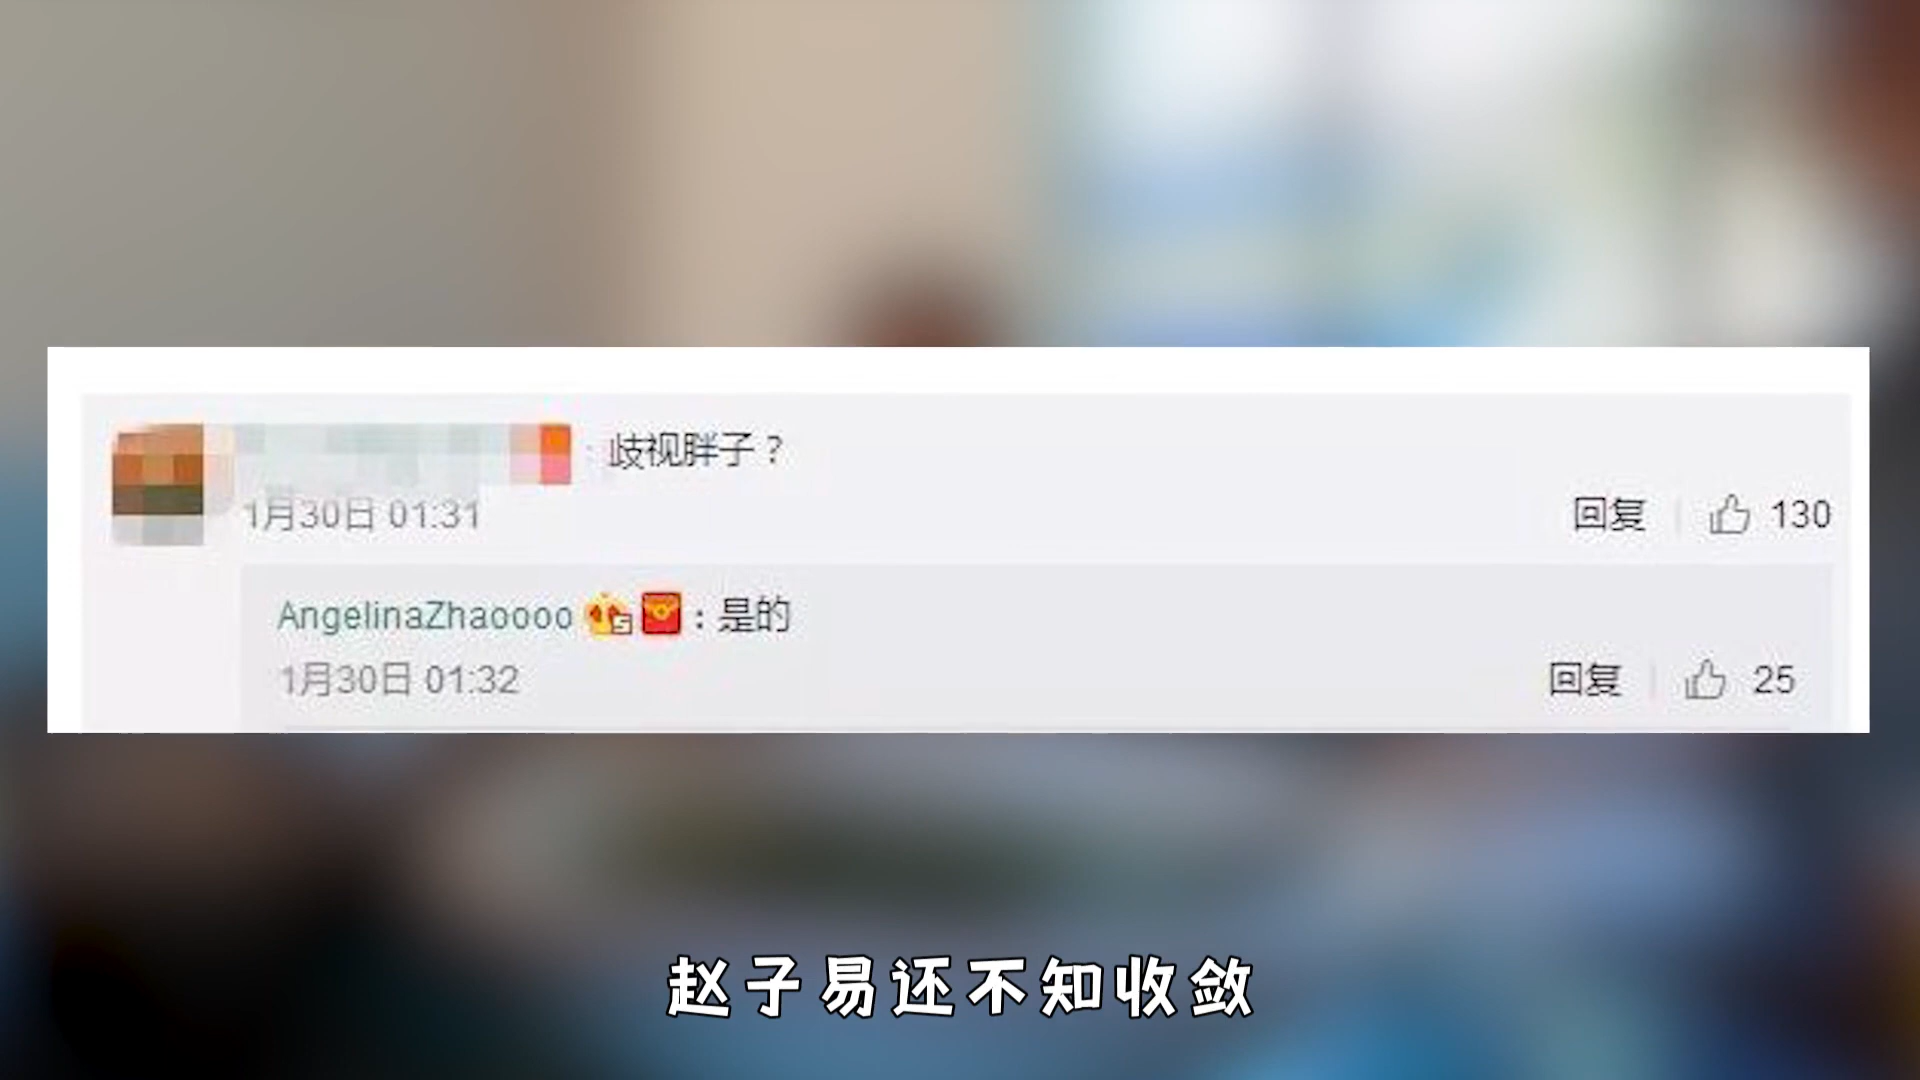 : 歧视胖子？
1月30日 01:31
回复 130
AngelinaZhaoooo : 是的
1月30日 01:32
回复 25
赵子易还不知收敛